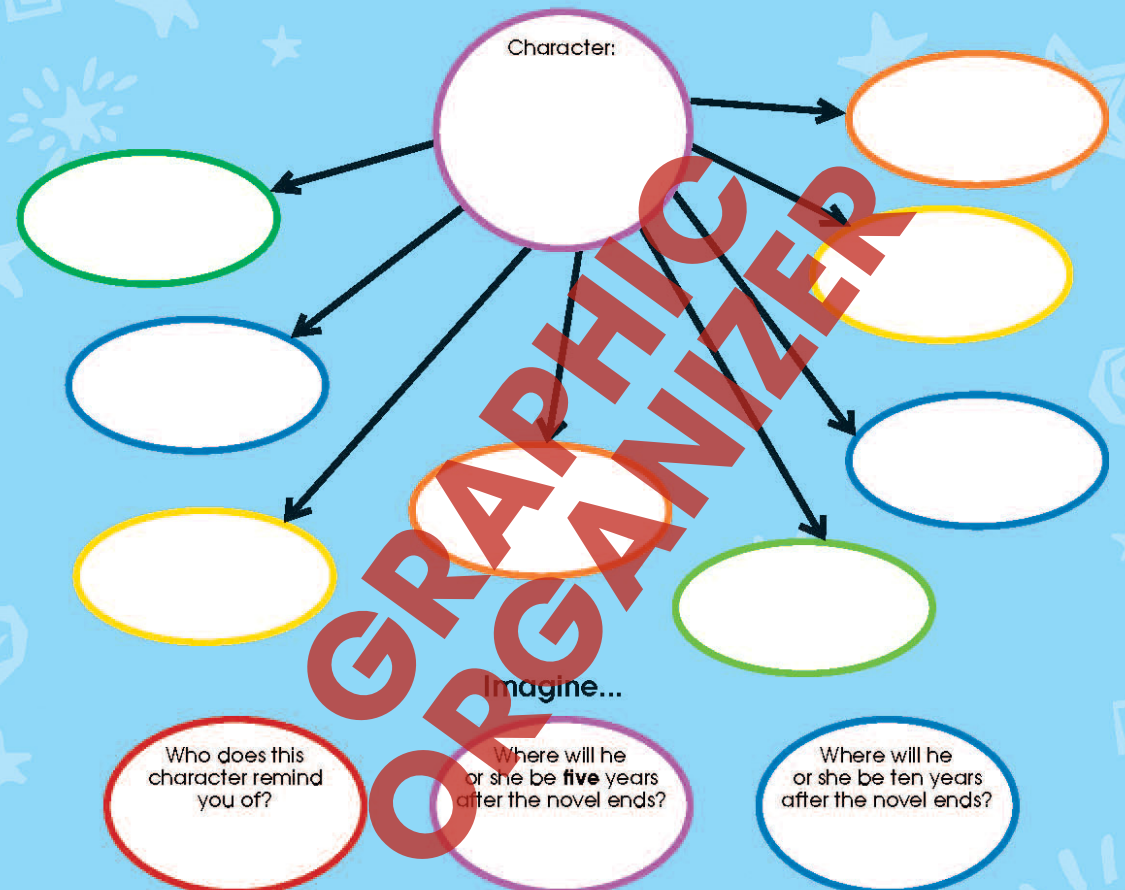 Character:
GRAPHIC
ORGANIZER
Imagine...
Who does this
character remind
you of?
Where will he
or she be five years
after the novel ends?
Where will he
or she be ten years
after the novel ends?